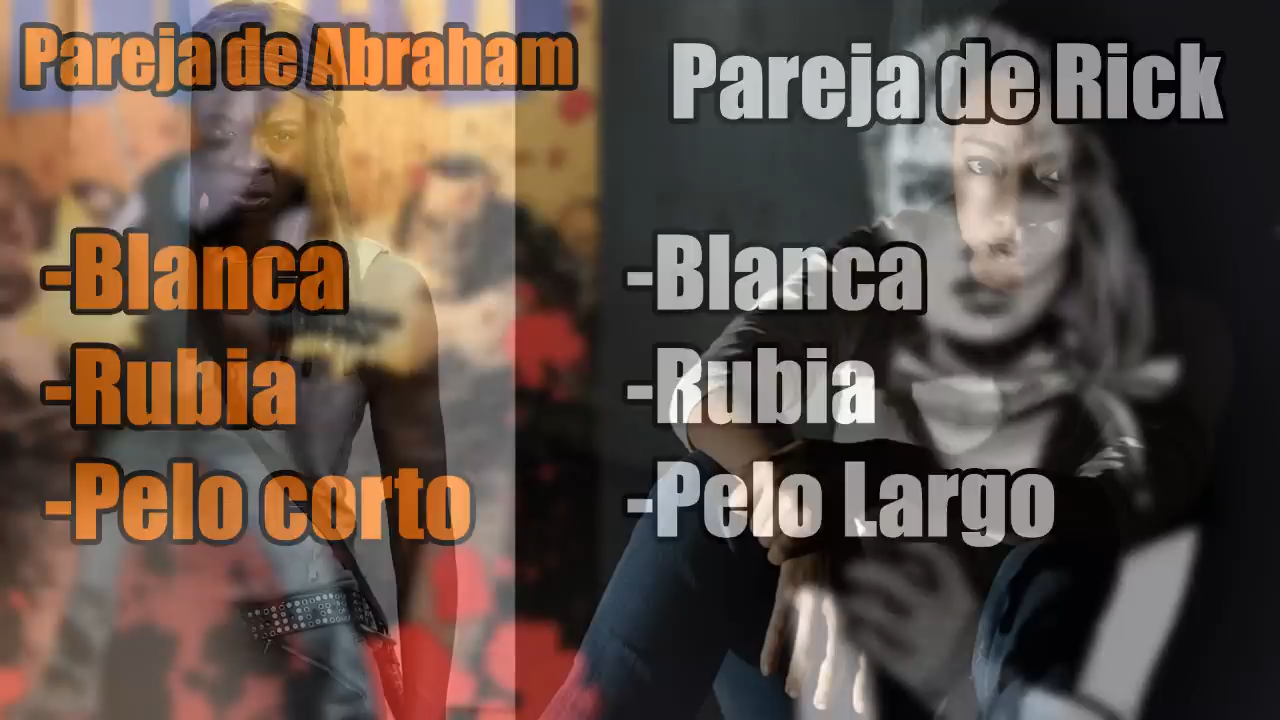 Pareja de Abraham
-Blanca
-Rubia
-Pelo corto
Pareja de Rick
-Blanca
-Rubia
-Pelo Largo